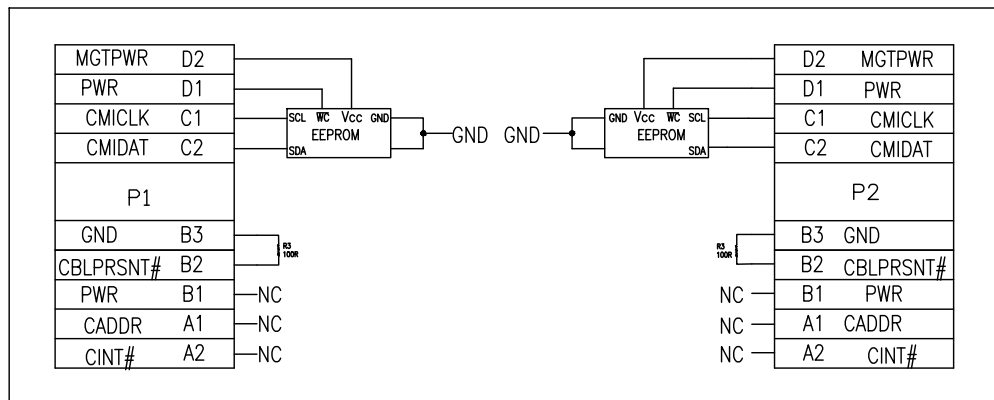 MGTPWR D2
PWR D1
CMICLK C1
CMIDAT C2
P1
GND B3
CBLPRSNT# B2
PWR B1
CADDR A1
CINT# A2
SCL WC Vcc GND
EEPROM
SDA
GND
R3
100R
NC
NC
NC
GND
GND Vcc WC SCL
EEPROM
SDA
R3
100R
NC
NC
NC
D2 MGTPWR
D1 PWR
C1 CMICLK
C2 CMIDAT
P2
B3 GND
B2 CBLPRSNT#
B1 PWR
A1 CADDR
A2 CINT#